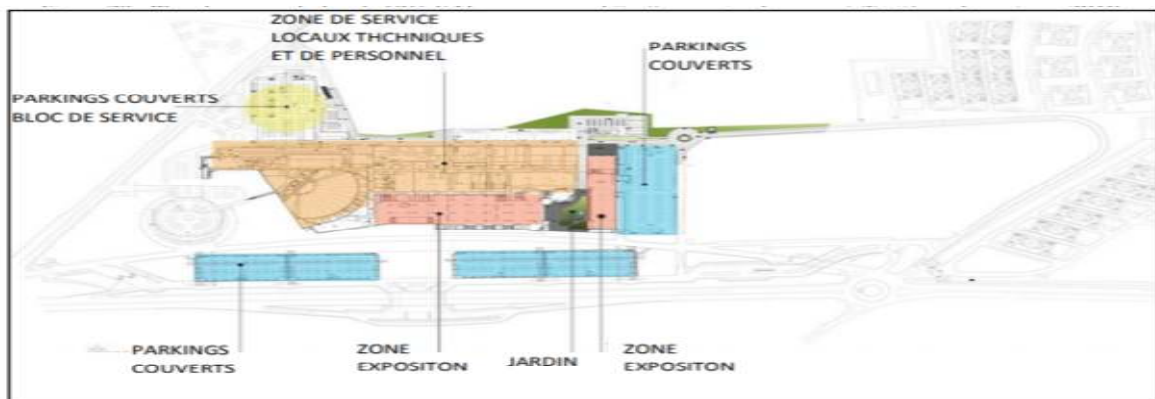 ZONE DE SERVICE
LOCAUX THCHNIQUES
ET DE PERSONNEL
PARKINGS
COUVERTS
PARKINGS COUVERTS
BLOC DE SERVICE
PARKINGS
COUVERTS
ZONE
EXPOSITON
JARDIN
ZONE
EXPOSITON